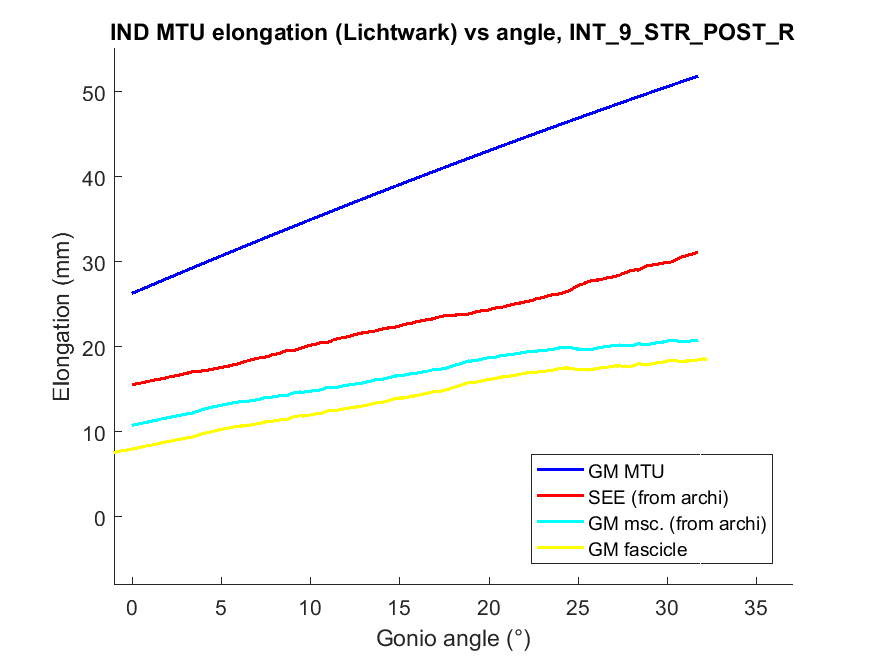 IND MTU elongation (Lichtwark) vs angle, INT_9_STR_POST_R
Elongation (mm)
50
40
30
20
10
0
GM MTU
SEE (from archi)
GM msc. (from archi)
GM fascicle
0 5 10 15 20 25 30 35
Gonio angle (°)